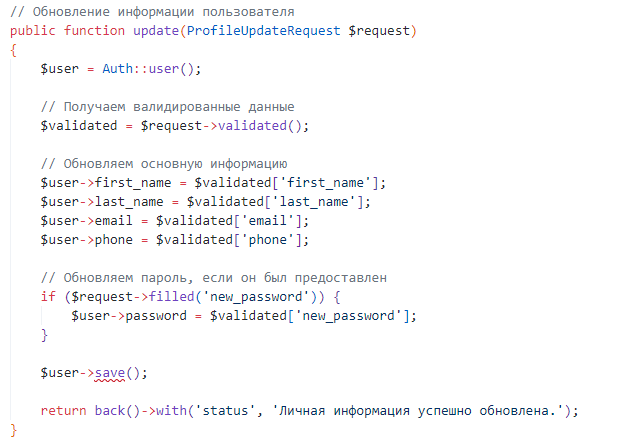 // Обновление информации пользователя
public function update(ProfileUpdateRequest $request)
{
    $user = Auth::user();

    // Получаем валидированные данные
    $validated = $request->validated();

    // Обновляем основную информацию
    $user->first_name = $validated['first_name'];
    $user->last_name = $validated['last_name'];
    $user->email = $validated['email'];
    $user->phone = $validated['phone'];

    // Обновляем пароль, если он был предоставлен
    if ($request->filled('new_password')) {
        $user->password = $validated['new_password'];
    }

    $user->save();

    return back()->with('status', 'Личная информация успешно обновлена.');
}